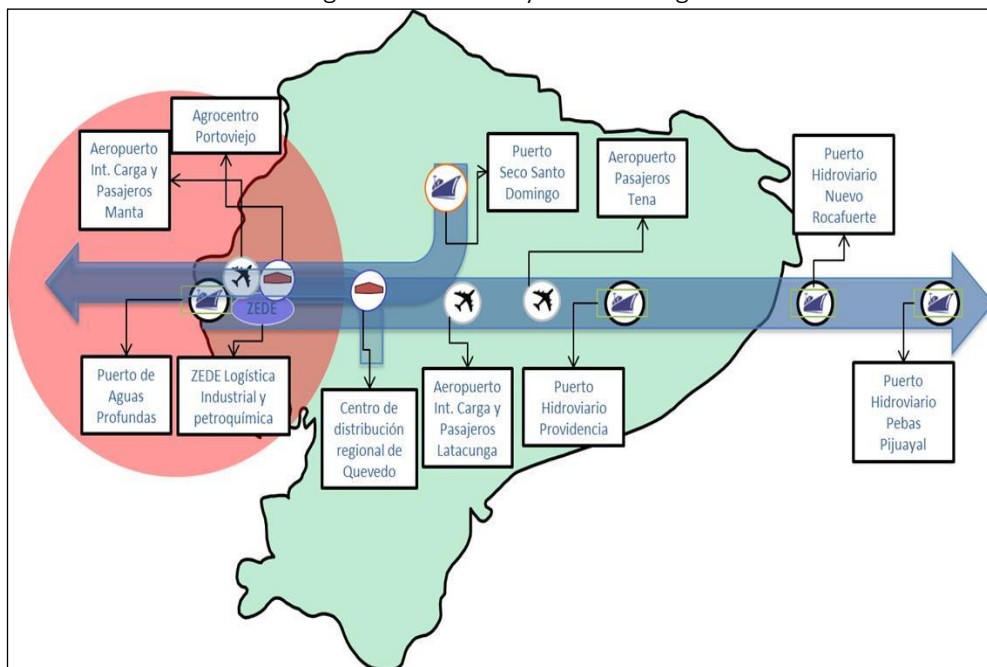 Agrocentro
Portoviejo
Aeropuerto
Int. Carga y
Pasajeros
Manta
Puerto
Seco Santo
Domingo
Aeropuerto
Pasajeros
Tena
Puerto
Hidroviario
Nuevo
Rocafuerte
ZEDE
Puerto de
Aguas
Profundas
ZEDE Logística
Industrial y
petroquímica
Centro de
distribución
regional de
Quevedo
Aeropuerto
Int. Carga y
Pasajeros
Latacunga
Puerto
Hidroviario
Providencia
Puerto
Hidroviario
Pebas
Pijuayal